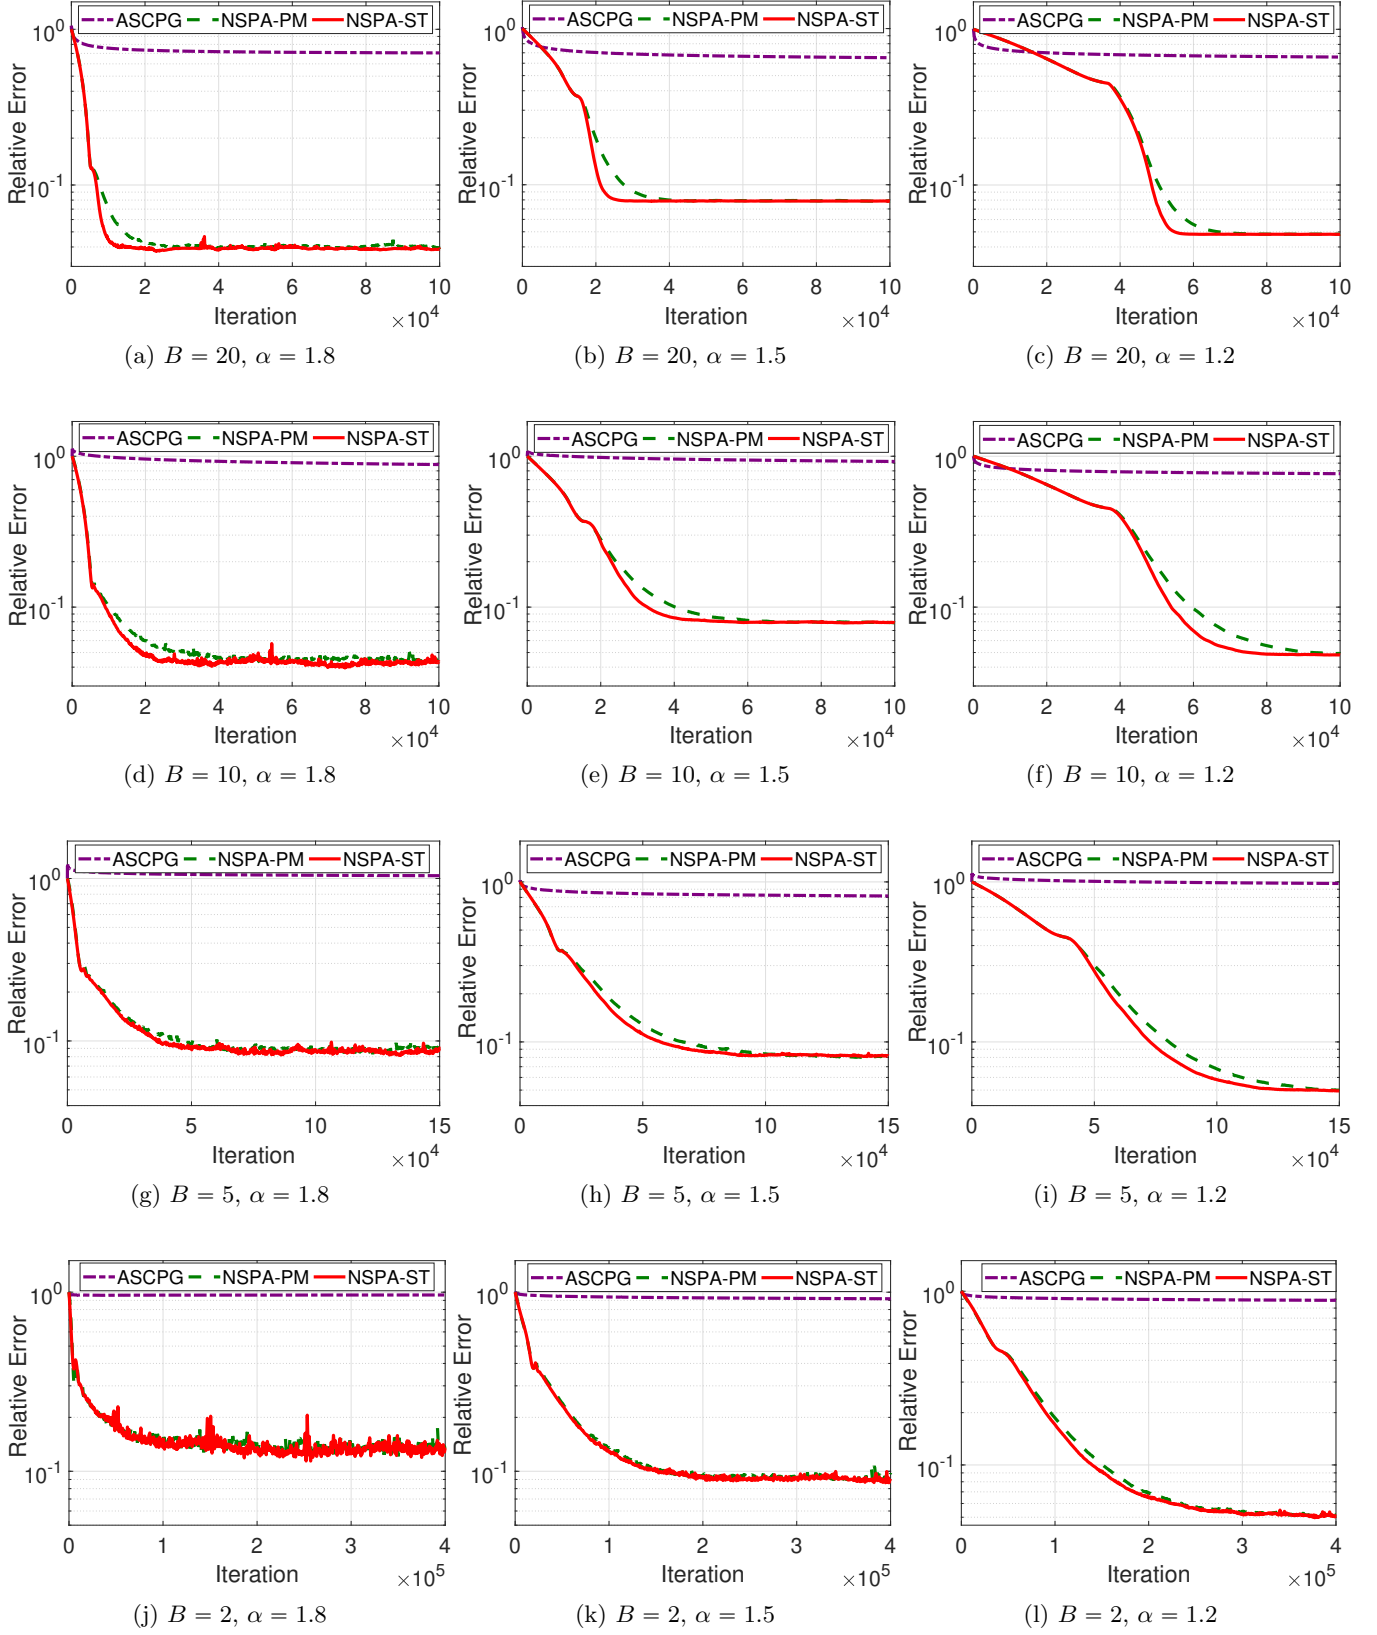 ASCPG NSPA-PM NSPA-ST ASCPG NSPA-PM NSPA-ST ASCPG NSPA-PM NSPA-ST
Relative Error Relative Error Relative Error
10^0 10^0 10^0
10^-1 10^-1 10^-1
0 2 4 6 8 10 0 2 4 6 8 10 0 2 4 6 8 10
Iteration ×10^4 Iteration ×10^4 Iteration ×10^4
(a) B = 20, α = 1.8 (b) B = 20, α = 1.5 (c) B = 20, α = 1.2
ASCPG NSPA-PM NSPA-ST ASCPG NSPA-PM NSPA-ST ASCPG NSPA-PM NSPA-ST
Relative Error Relative Error Relative Error
10^0 10^0 10^0
10^-1 10^-1 10^-1
0 2 4 6 8 10 0 2 4 6 8 10 0 2 4 6 8 10
Iteration ×10^4 Iteration ×10^4 Iteration ×10^4
(d) B = 10, α = 1.8 (e) B = 10, α = 1.5 (f) B = 10, α = 1.2
ASCPG NSPA-PM NSPA-ST ASCPG NSPA-PM NSPA-ST ASCPG NSPA-PM NSPA-ST
Relative Error Relative Error Relative Error
10^0 10^0 10^0
10^-1 10^-1 10^-1
0 5 10 15 0 5 10 15 0 5 10 15
Iteration ×10^4 Iteration ×10^4 Iteration ×10^4
(g) B = 5, α = 1.8 (h) B = 5, α = 1.5 (i) B = 5, α = 1.2
ASCPG NSPA-PM NSPA-ST ASCPG NSPA-PM NSPA-ST ASCPG NSPA-PM NSPA-ST
Relative Error Relative Error Relative Error
10^0 10^0 10^0
10^-1 10^-1 10^-1
0 1 2 3 4 0 1 2 3 4 0 1 2 3 4
Iteration ×10^5 Iteration ×10^5 Iteration ×10^5
(j) B = 2, α = 1.8 (k) B = 2, α = 1.5 (l) B = 2, α = 1.2